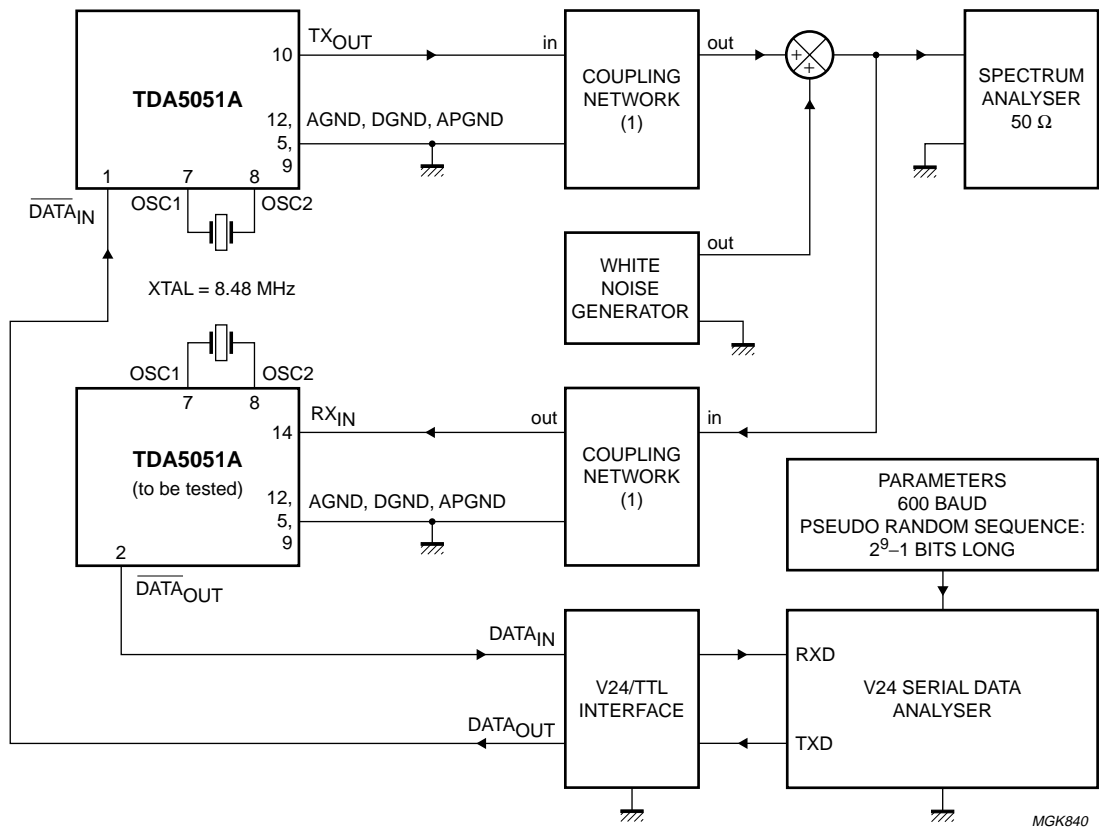 TX_OUT
10
TDA5051A
12,
5,
9
AGND, DGND, APGND
1
7
8
DATA_IN
OSC1
OSC2
in
COUPLING
NETWORK
(1)
out
+
+
SPECTRUM
ANALYSER
50 Ω
WHITE
NOISE
GENERATOR
out
XTAL = 8.48 MHz
OSC1
OSC2
7
8
RX_IN
14
TDA5051A
(to be tested)
12,
5,
9
AGND, DGND, APGND
2
DATA_OUT
out
COUPLING
NETWORK
(1)
in
PARAMETERS
600 BAUD
PSEUDO RANDOM SEQUENCE:
2⁹–1 BITS LONG
DATA_IN
DATA_OUT
V24/TTL
INTERFACE
RXD
TXD
V24 SERIAL DATA
ANALYSER
MGK840